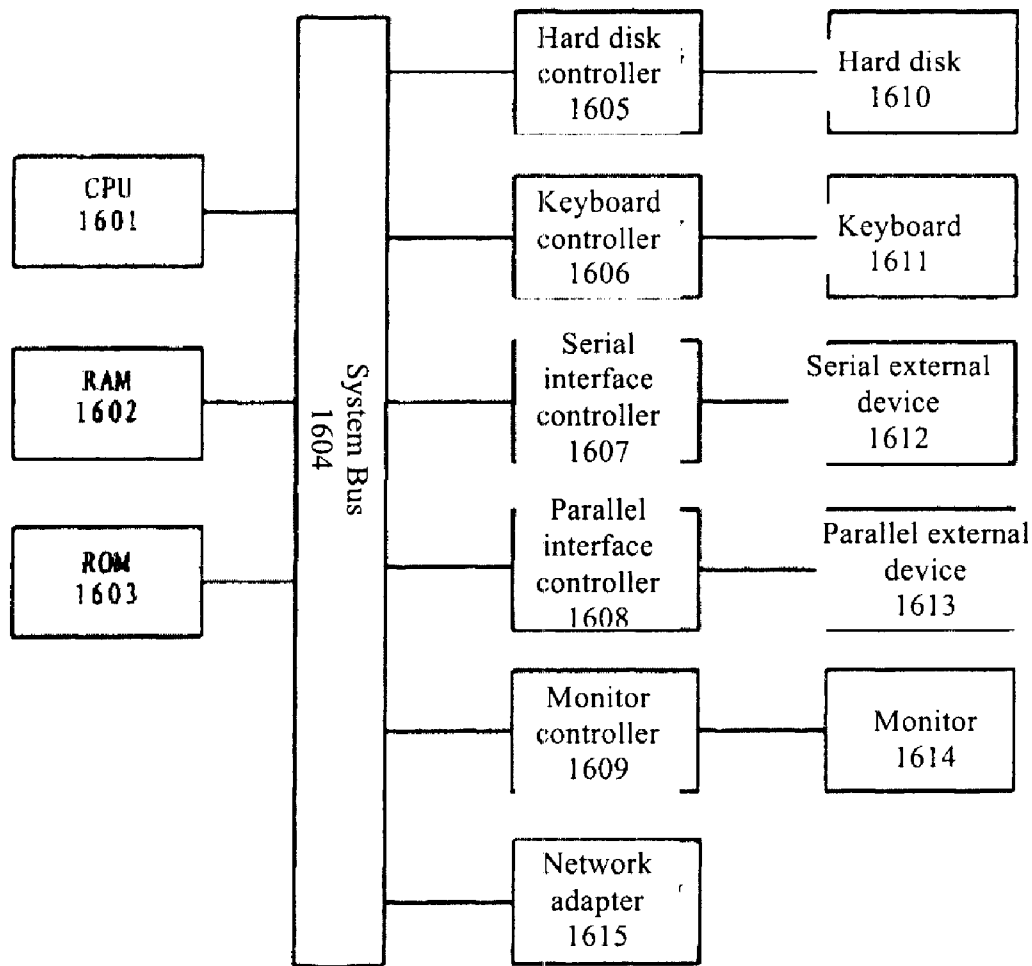 CPU
1601
RAM
1602
ROM
1603
System Bus
1604
Hard disk
controller
1605
Hard disk
1610
Keyboard
controller
1606
Keyboard
1611
Serial
interface
controller
1607
Serial external
device
1612
Parallel
interface
controller
1608
Parallel external
device
1613
Monitor
controller
1609
Monitor
1614
Network
adapter
1615